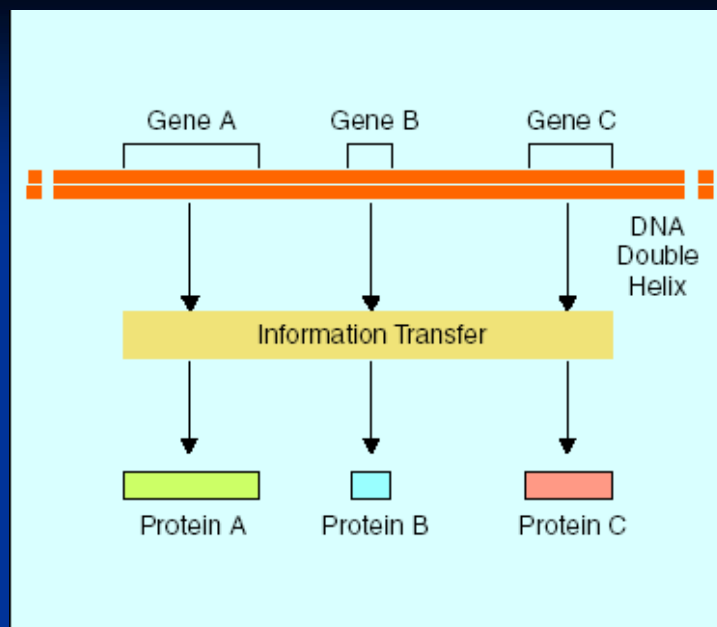 Gene A
Gene B
Gene C
DNA
Double
Helix
Information Transfer
Protein A
Protein B
Protein C